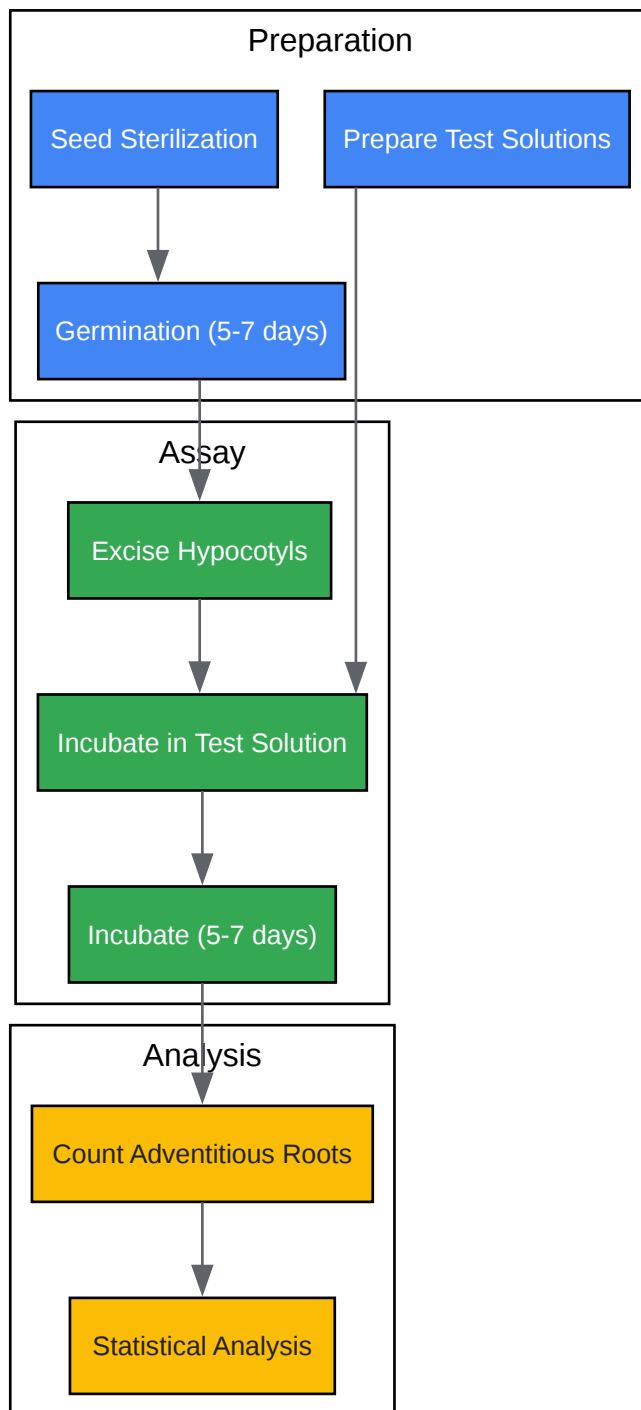 Preparation
Seed Sterilization
Prepare Test Solutions
Germination (5-7 days)
Assay
Excise Hypocotyls
Incubate in Test Solution
Incubate (5-7 days)
Analysis
Count Adventitious Roots
Statistical Analysis